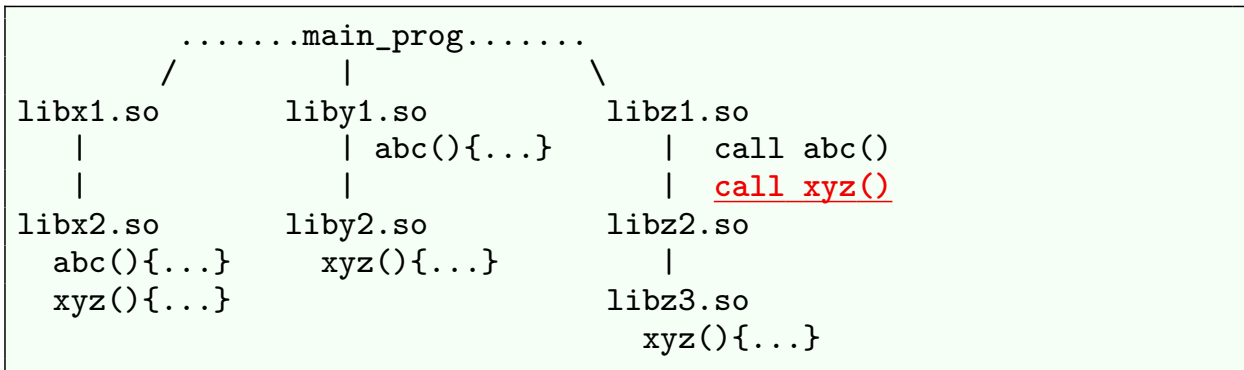 .......main_prog.......
/ | \
libx1.so liby1.so libz1.so
| | abc(){...} | call abc()
| | | call xyz()
libx2.so liby2.so libz2.so
abc(){...} xyz(){...} |
xyz(){...} libz3.so
xyz(){...}